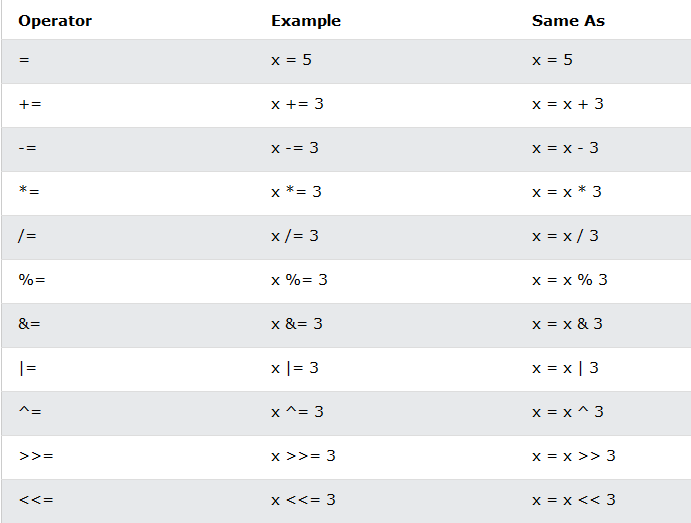 Operator Example Same As
= x = 5 x = 5
+= x += 3 x = x + 3
-= x -= 3 x = x - 3
*= x *= 3 x = x * 3
/= x /= 3 x = x / 3
%= x %= 3 x = x % 3
&= x &= 3 x = x & 3
|= x |= 3 x = x | 3
^= x ^= 3 x = x ^ 3
>>= x >>= 3 x = x >> 3
<<= x <<= 3 x = x << 3